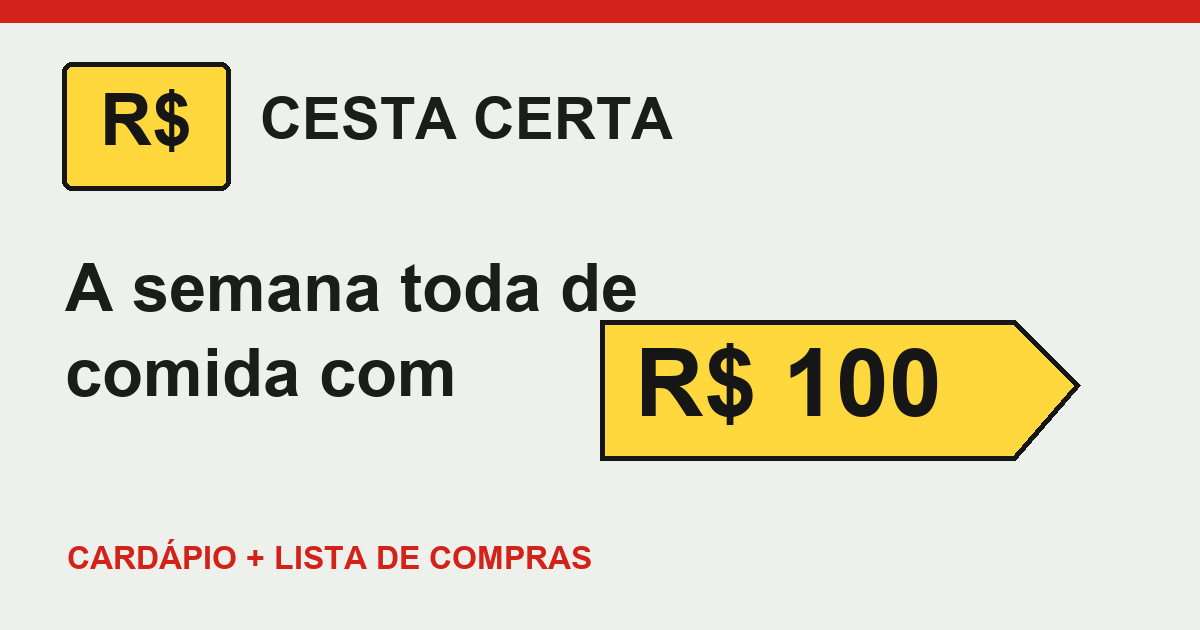 R$ CESTA CERTA
A semana toda de
comida com R$ 100
CARDÁPIO + LISTA DE COMPRAS